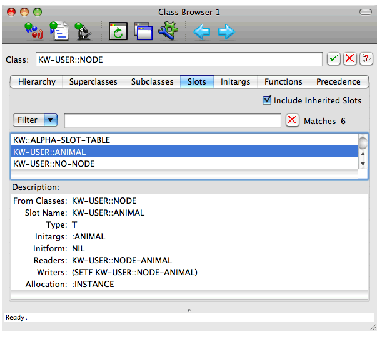 Class Browser 1
Class: KW-USER::NODE
Hierarchy Superclasses Subclasses Slots Initargs Functions Precedence
Include Inherited Slots
Filter Matches 6
KW::ALPHA-SLOT-TABLE
KW-USER::ANIMAL
KW-USER::NO-NODE
Description:
From Classes: KW-USER::NODE
Slot Name: KW-USER::ANIMAL
Type: T
Initargs: :ANIMAL
Initform: NIL
Readers: KW-USER::NODE-ANIMAL
Writers: (SETF KW-USER::NODE-ANIMAL)
Allocation: :INSTANCE
Ready.